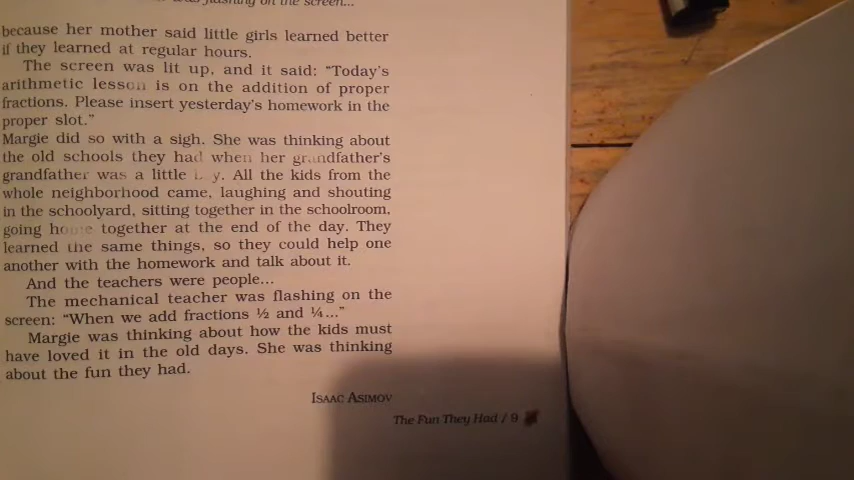 was flashing on the screen...
because her mother said little girls learned better
if they learned at regular hours.
The screen was lit up, and it said: “Today’s
arithmetic lesson is on the addition of proper
fractions. Please insert yesterday’s homework in the
proper slot.”
Margie did so with a sigh. She was thinking about
the old schools they had when her grandfather’s
grandfather was a little boy. All the kids from the
whole neighborhood came, laughing and shouting
in the schoolyard, sitting together in the schoolroom,
going home together at the end of the day. They
learned the same things, so they could help one
another with the homework and talk about it.
And the teachers were people...
The mechanical teacher was flashing on the
screen: “When we add fractions ½ and ¼...”
Margie was thinking about how the kids must
have loved it in the old days. She was thinking
about the fun they had.
ISAAC ASIMOV
The Fun They Had / 9